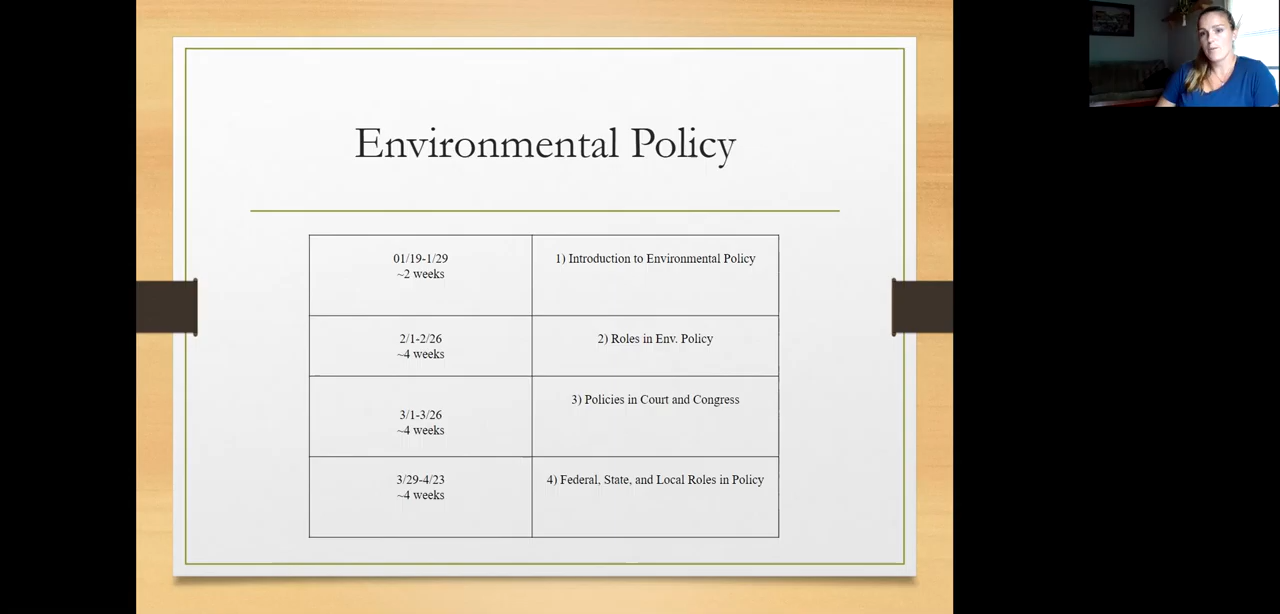 Environmental Policy
01/19-1/29
~2 weeks
1) Introduction to Environmental Policy
2/1-2/26
~4 weeks
2) Roles in Env. Policy
3/1-3/26
~4 weeks
3) Policies in Court and Congress
3/29-4/23
~4 weeks
4) Federal, State, and Local Roles in Policy